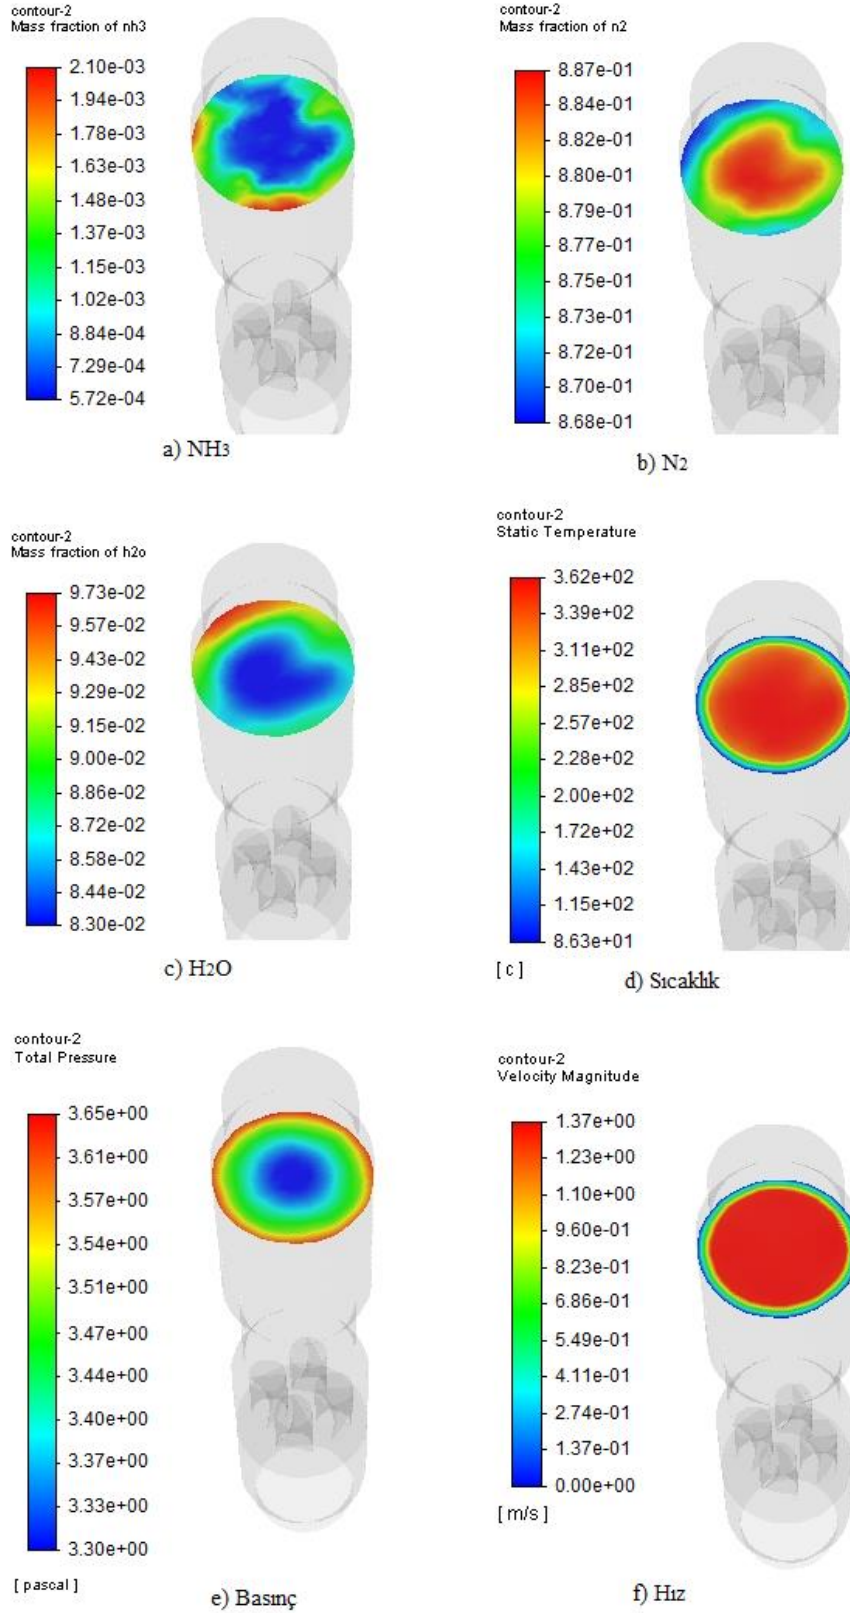 contour-2
Mass fraction of nh3
2.10e-03
1.94e-03
1.78e-03
1.63e-03
1.48e-03
1.37e-03
1.15e-03
1.02e-03
8.84e-04
7.29e-04
5.72e-04
a) NH3
contour-2
Mass fraction of n2
8.87e-01
8.84e-01
8.82e-01
8.80e-01
8.79e-01
8.77e-01
8.75e-01
8.73e-01
8.72e-01
8.70e-01
8.68e-01
b) N2
contour-2
Mass fraction of h2o
9.73e-02
9.57e-02
9.43e-02
9.29e-02
9.15e-02
9.00e-02
8.86e-02
8.72e-02
8.58e-02
8.44e-02
8.30e-02
c) H2O
contour-2
Static Temperature
3.62e+02
3.39e+02
3.11e+02
2.85e+02
2.57e+02
2.28e+02
2.00e+02
1.72e+02
1.43e+02
1.15e+02
8.63e+01
[ c ]
d) Sıcaklık
contour-2
Total Pressure
3.65e+00
3.61e+00
3.57e+00
3.54e+00
3.51e+00
3.47e+00
3.44e+00
3.40e+00
3.37e+00
3.33e+00
3.30e+00
[ pascal ]
e) Basınç
contour-2
Velocity Magnitude
1.37e+00
1.23e+00
1.10e+00
9.60e-01
8.23e-01
6.86e-01
5.49e-01
4.11e-01
2.74e-01
1.37e-01
0.00e+00
[ m/s ]
f) Hız